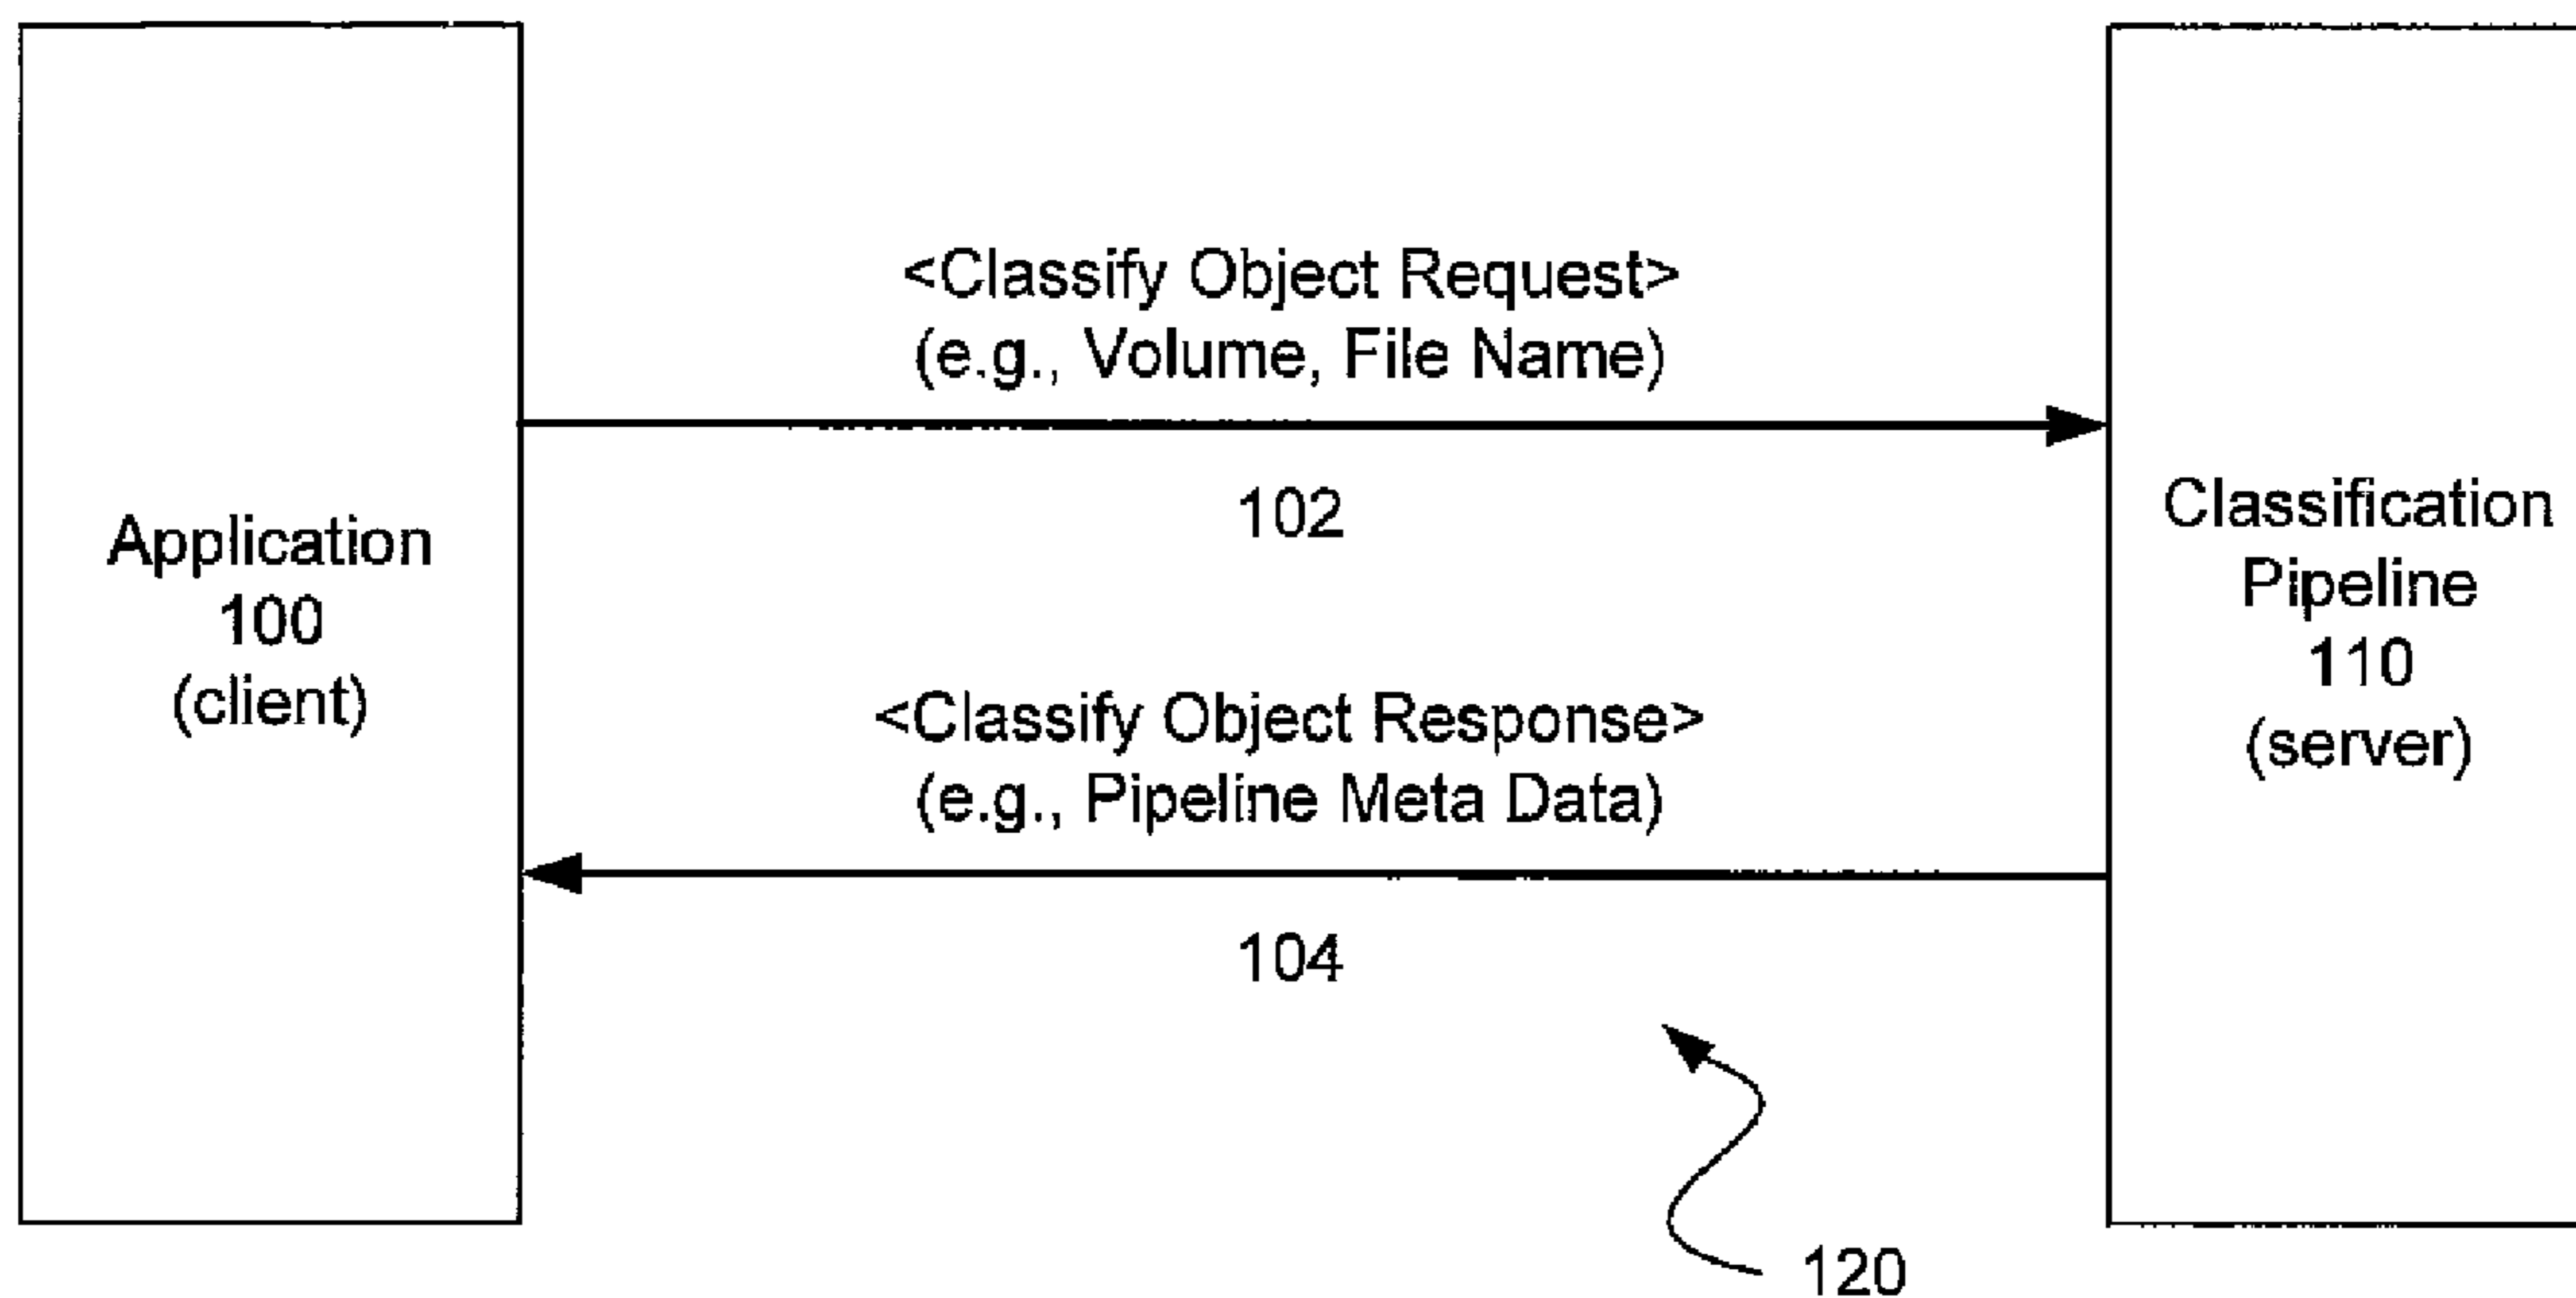 <Classify Object Request>
(e.g., Volume, File Name)
102
Application
100
(client)
Classification
Pipeline
110
(server)
<Classify Object Response>
(e.g., Pipeline Meta Data)
104
120